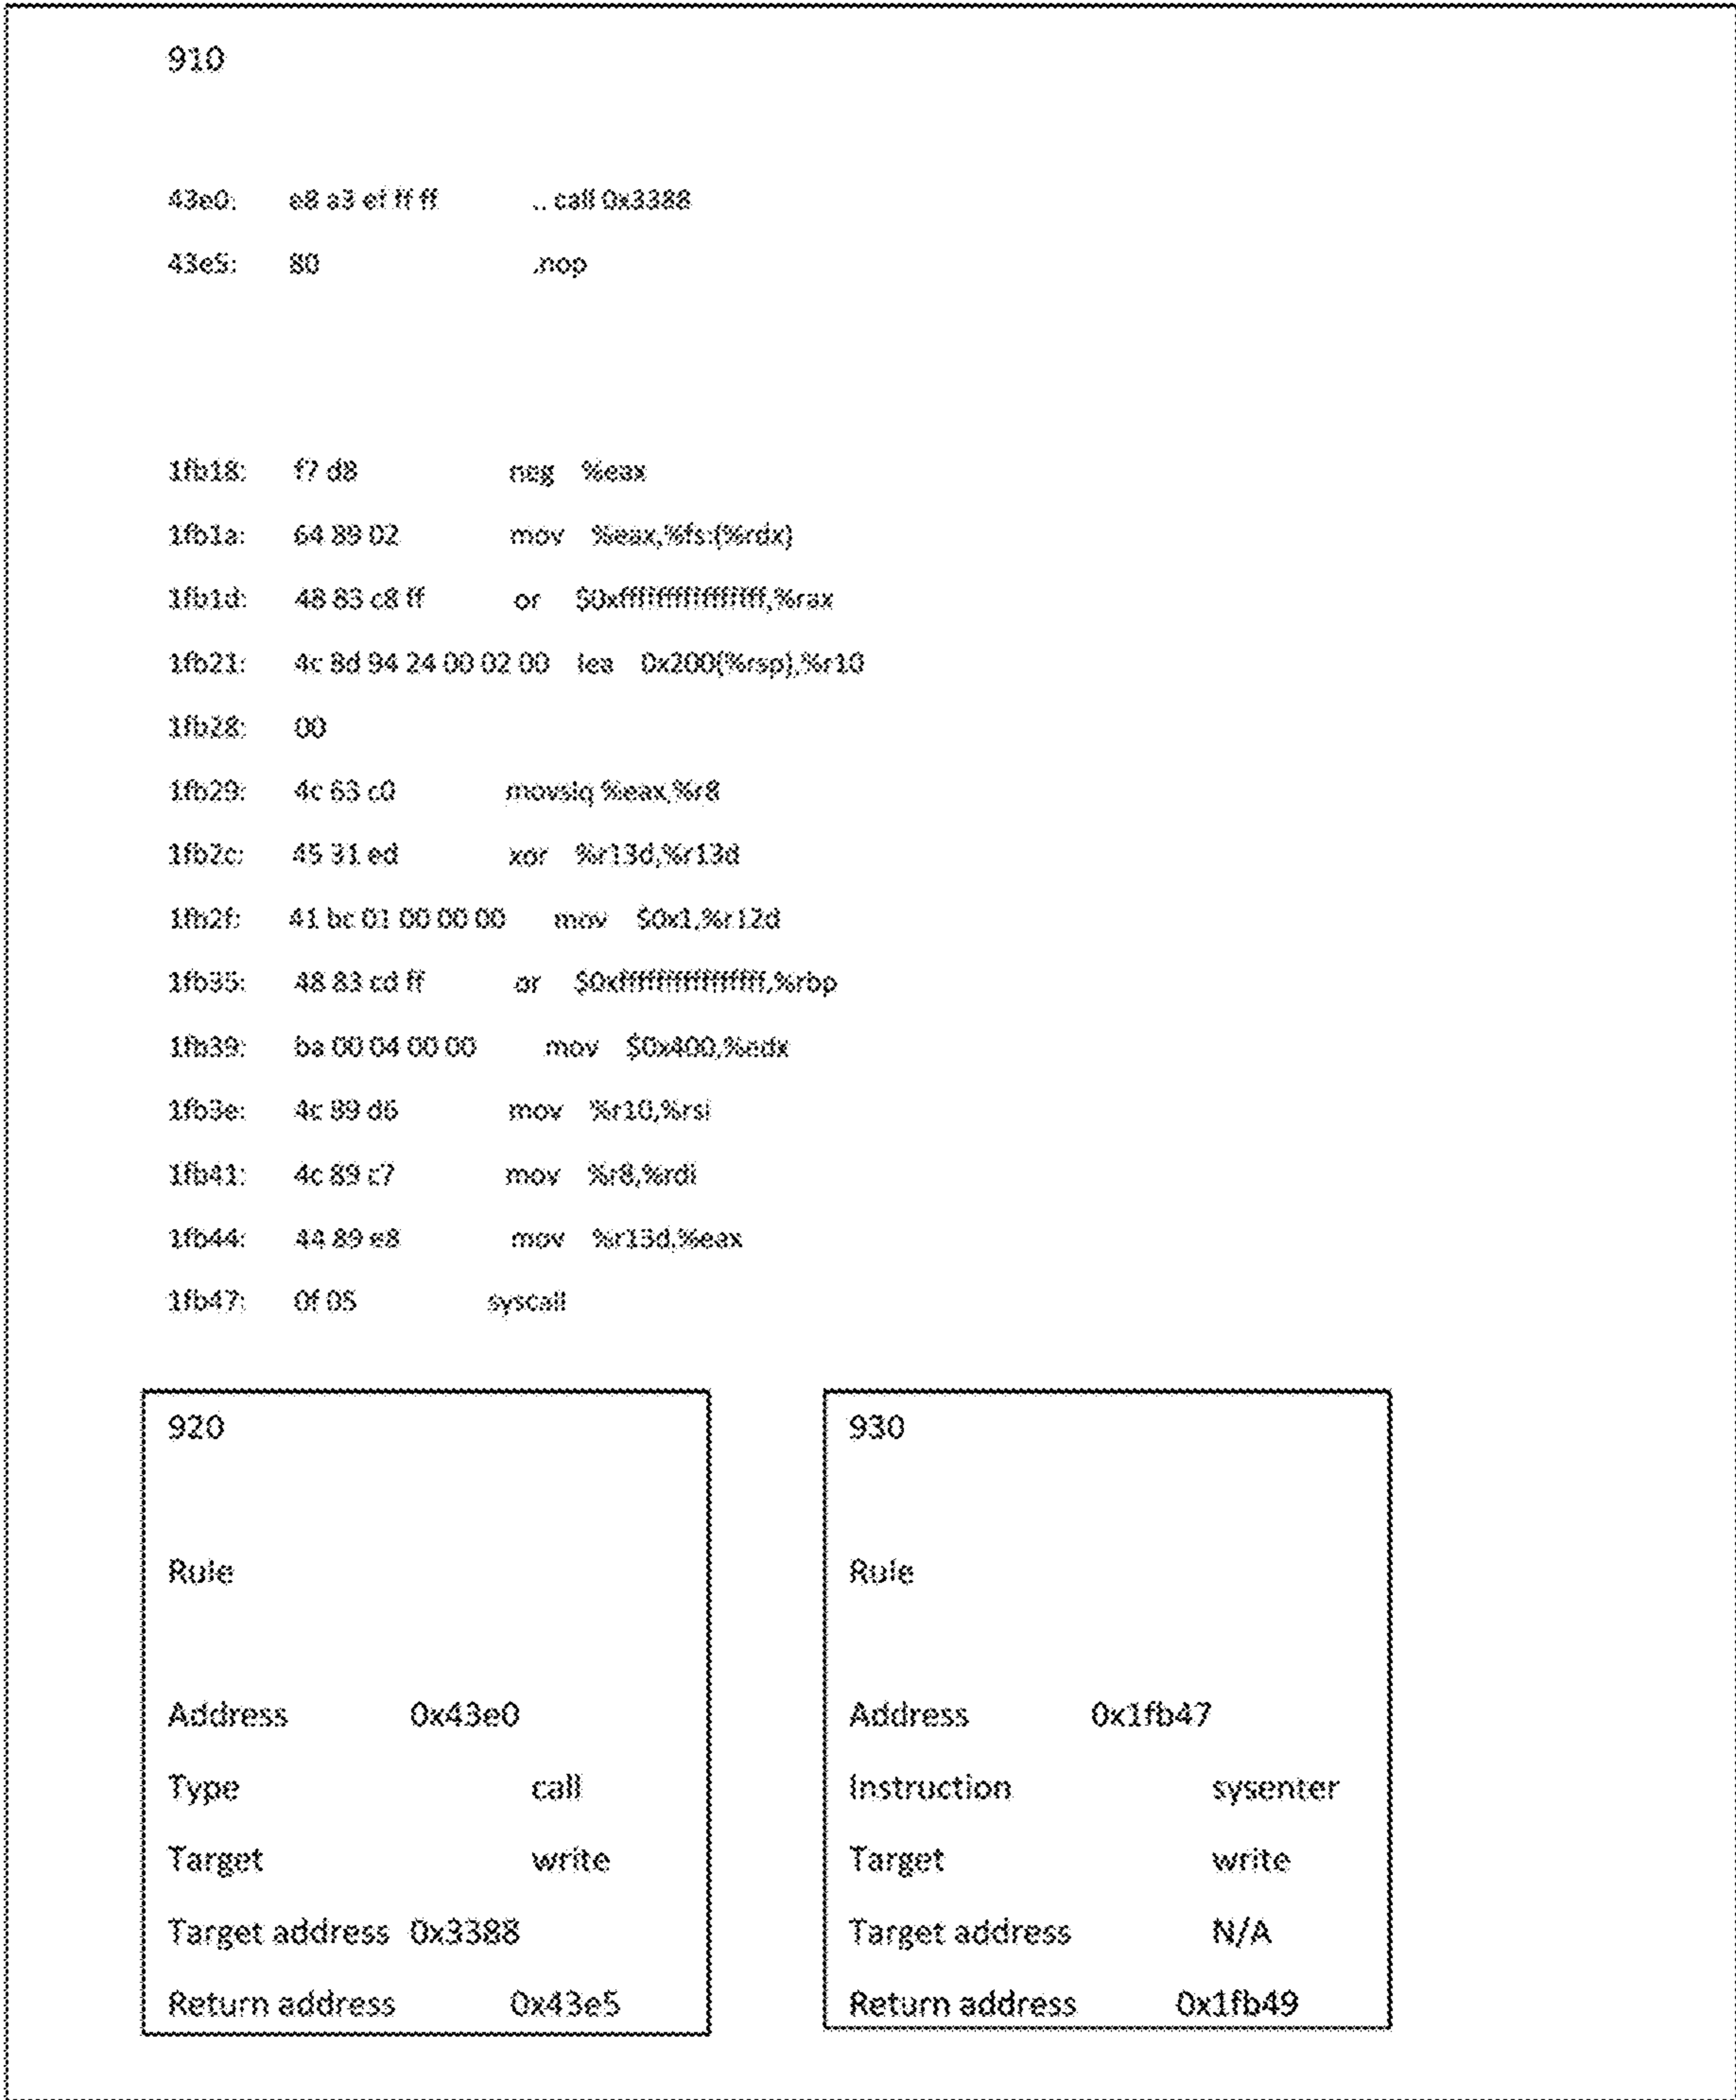 910
43e0: e8 a3 ef ff ff .. call 0x3388
43e5: 80 .nop
1fb18: f7 d8 neg %eax
1fb1a: 64 89 02 mov %eax,%fs:(%rdx)
1fb1d: 48 83 c8 ff or $0xffffffffffffffff,%rax
1fb21: 4c 8d 94 24 00 02 00 lea 0x200(%rsp),%r10
1fb28: 00
1fb29: 4c 63 c0 movslq %eax,%r8
1fb2c: 45 31 ed xor %r13d,%r13d
1fb2f: 41 bc 01 00 00 00 mov $0x1,%r12d
1fb35: 48 83 cd ff or $0xffffffffffffffff,%rbp
1fb39: ba 00 04 00 00 mov $0x400,%edx
1fb3e: 4c 89 d6 mov %r10,%rsi
1fb41: 4c 89 c7 mov %r8,%rdi
1fb44: 44 89 e8 mov %r13d,%eax
1fb47: 0f 05 syscall
920
Rule
Address 0x43e0
Type call
Target write
Target address 0x3388
Return address 0x43e5
930
Rule
Address 0x1fb47
Instruction sysenter
Target write
Target address N/A
Return address 0x1fb49